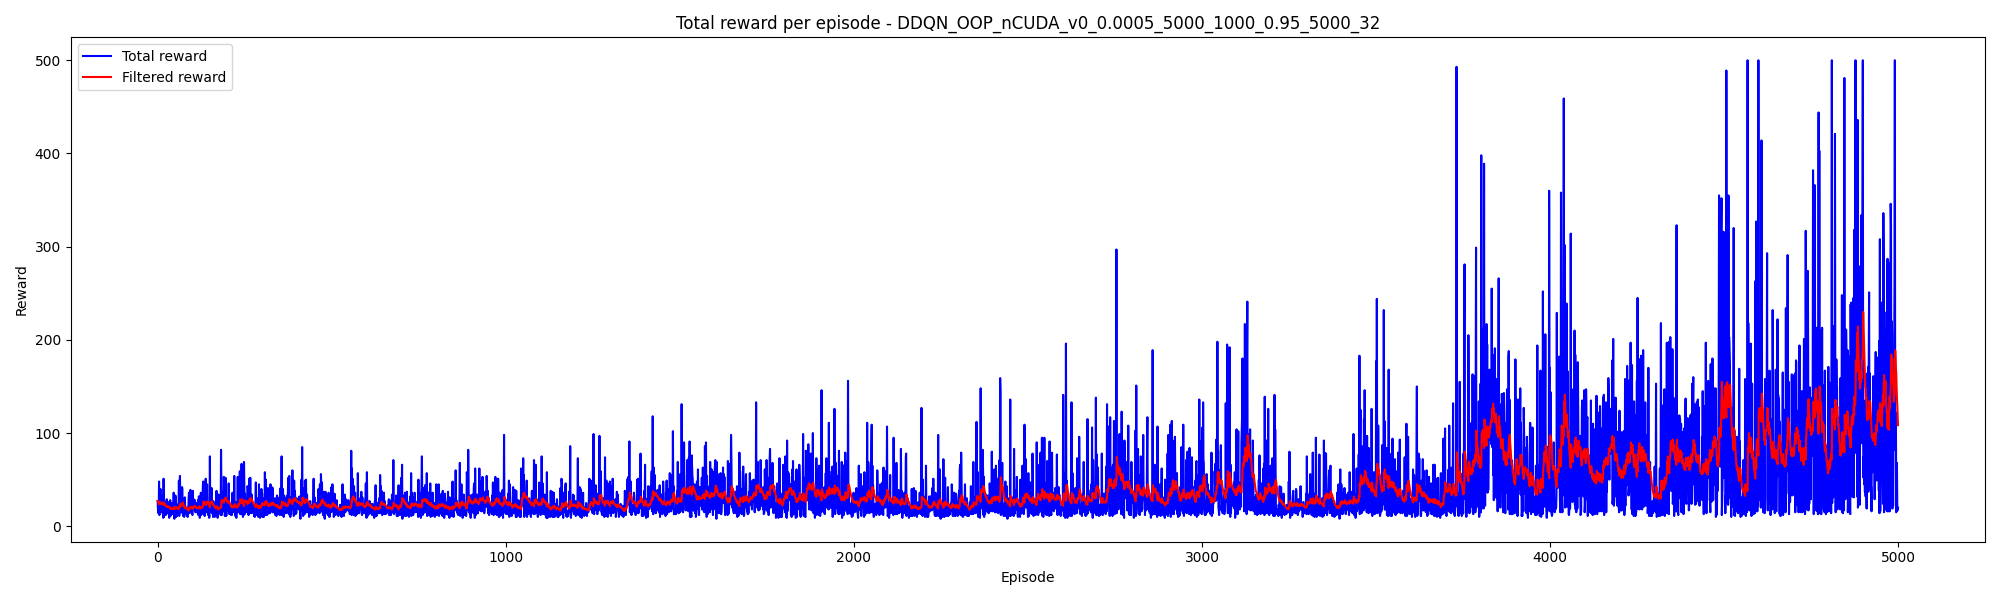 Total reward per episode - DDQN_OOP_nCUDA_v0_0.0005_5000_1000_0.95_5000_32
Total reward
Filtered reward
500
400
300
200
100
0
Reward
0 1000 2000 3000 4000 5000
Episode